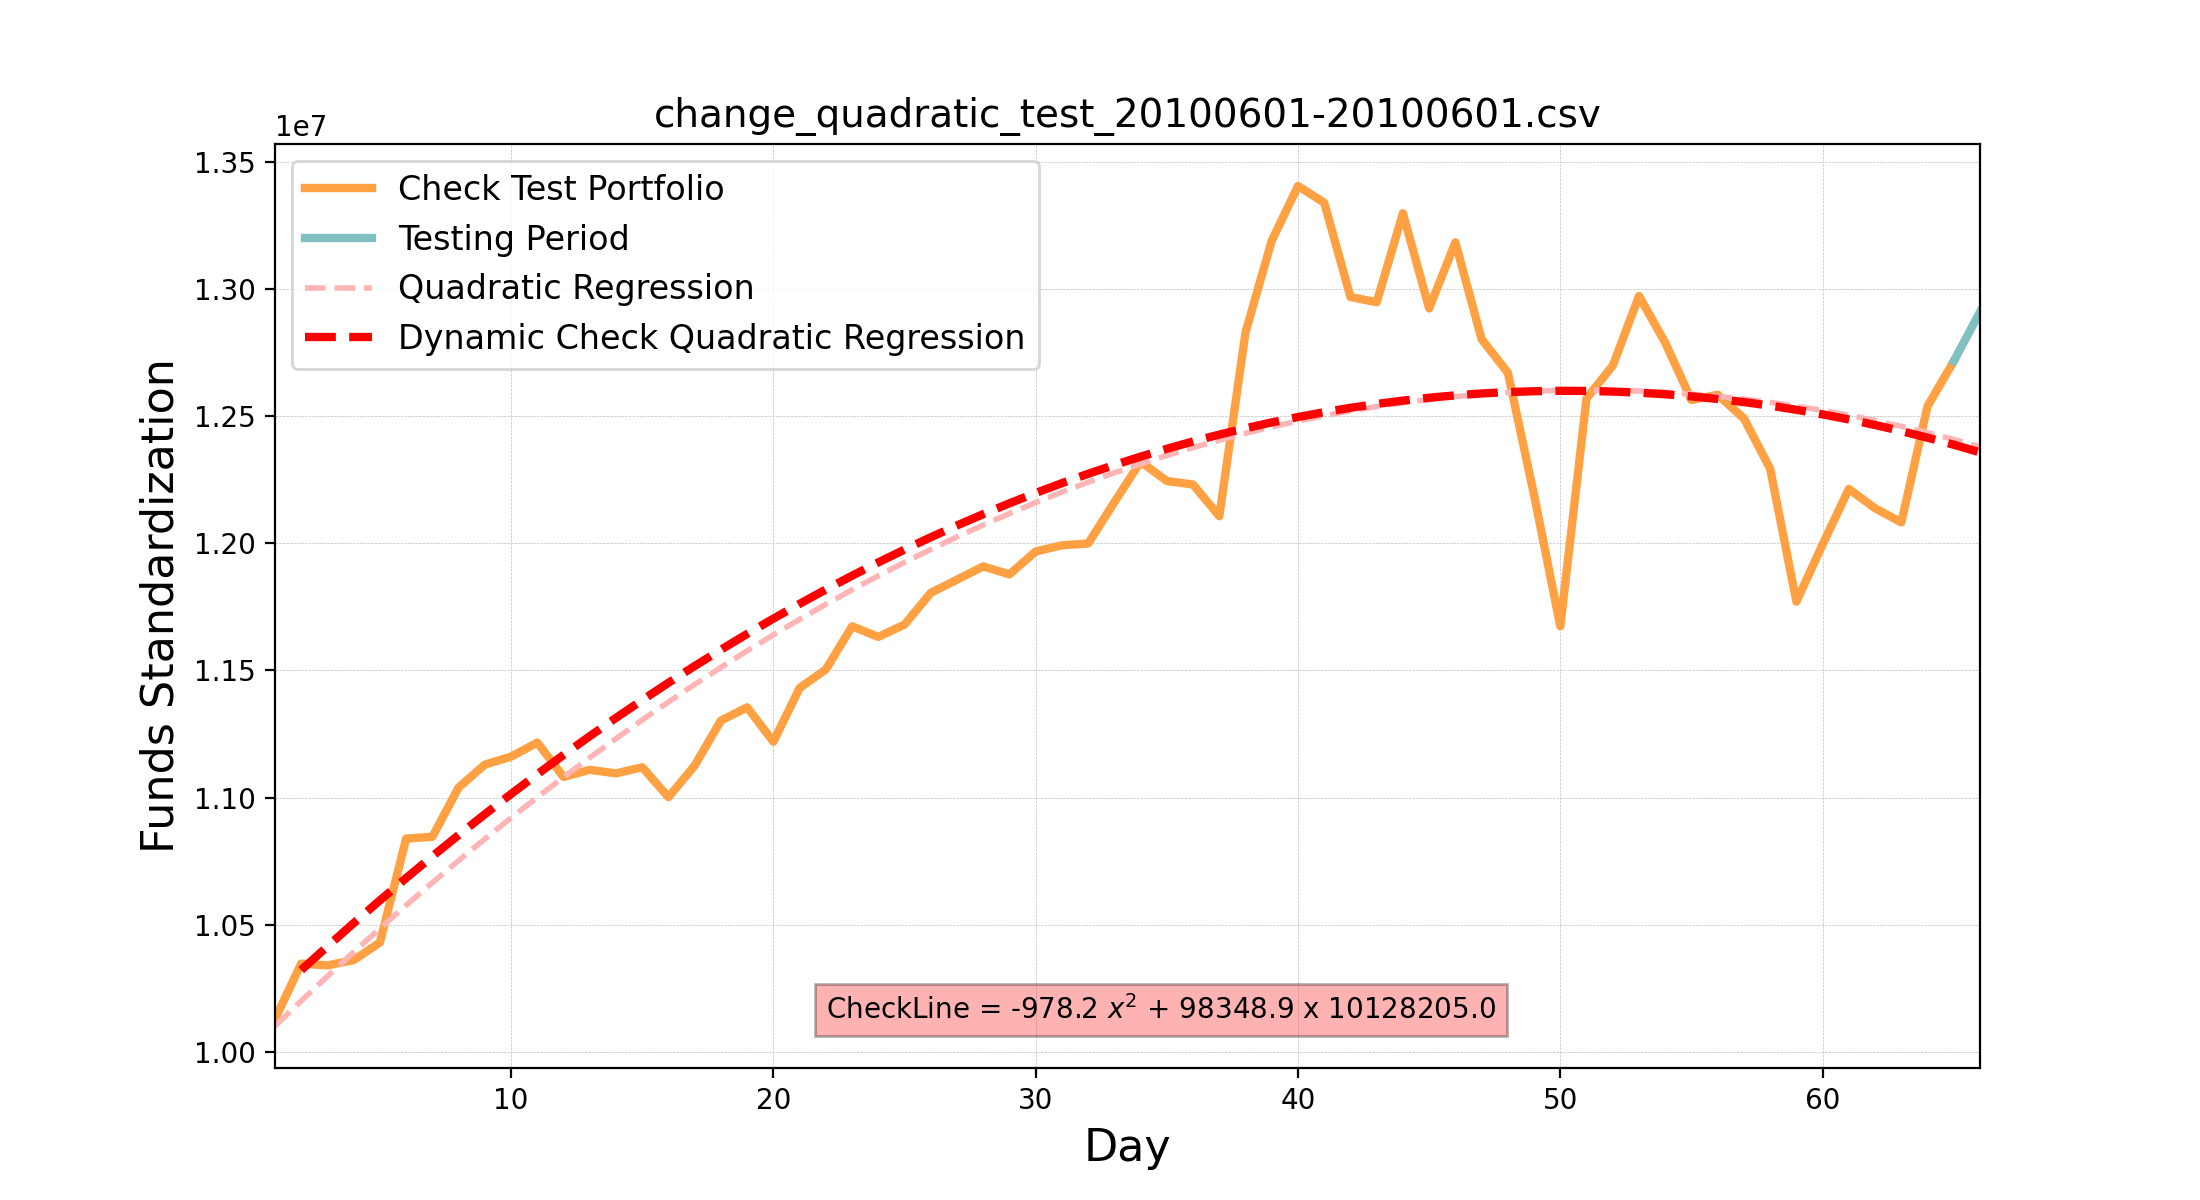 change_quadratic_test_20100601-20100601.csv
1e7
1.35
1.30
1.25
1.20
1.15
1.10
1.05
1.00
Funds Standardization
Check Test Portfolio
Testing Period
Quadratic Regression
Dynamic Check Quadratic Regression
CheckLine = -978.2 x² + 98348.9 x 10128205.0
10 20 30 40 50 60
Day